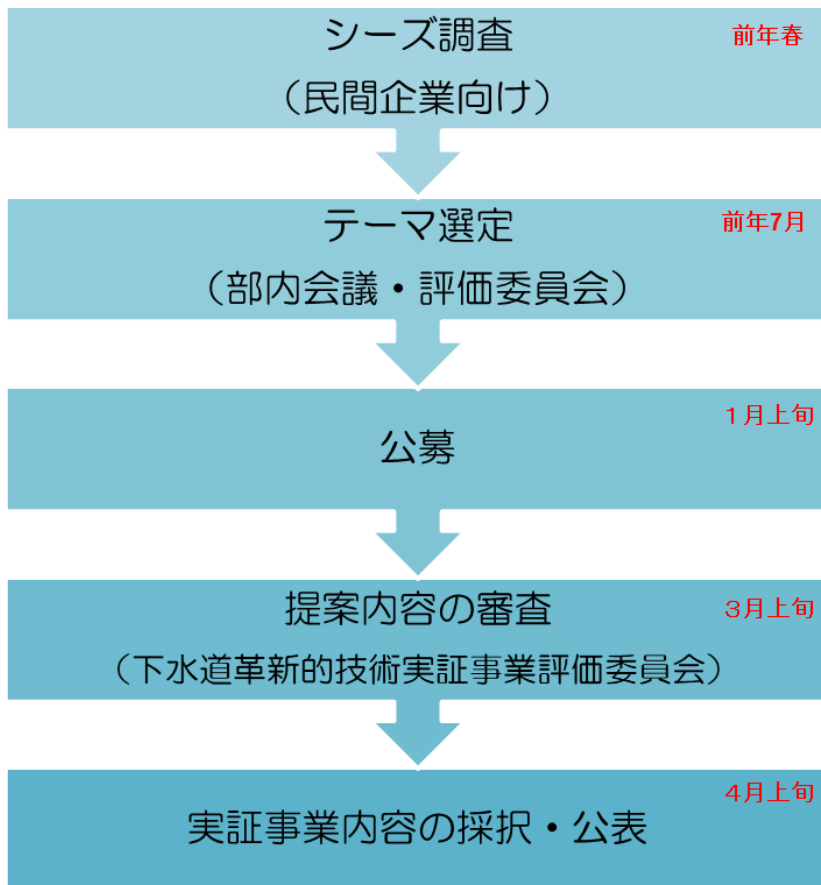 シーズ調査
前年春
（民間企業向け）
テーマ選定
前年7月
（部内会議・評価委員会）
公募
1月上旬
提案内容の審査
3月上旬
（下水道革新的技術実証事業評価委員会）
実証事業内容の採択・公表
4月上旬